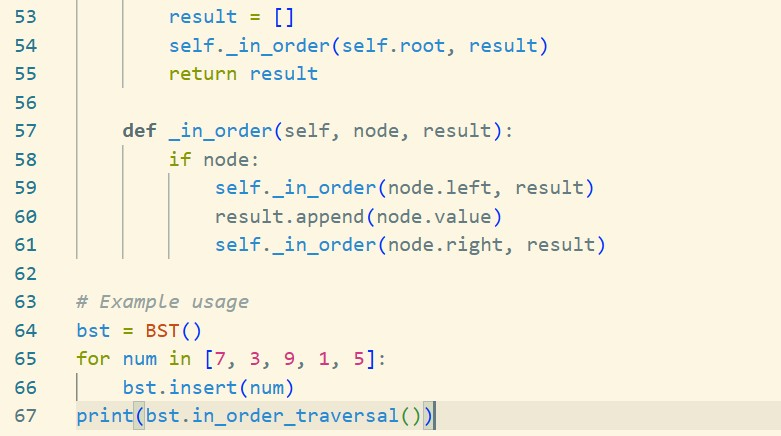 53 result = []
54 self._in_order(self.root, result)
55 return result
56
57 def _in_order(self, node, result):
58 if node:
59 self._in_order(node.left, result)
60 result.append(node.value)
61 self._in_order(node.right, result)
62
63 # Example usage
64 bst = BST()
65 for num in [7, 3, 9, 1, 5]:
66 bst.insert(num)
67 print(bst.in_order_traversal())